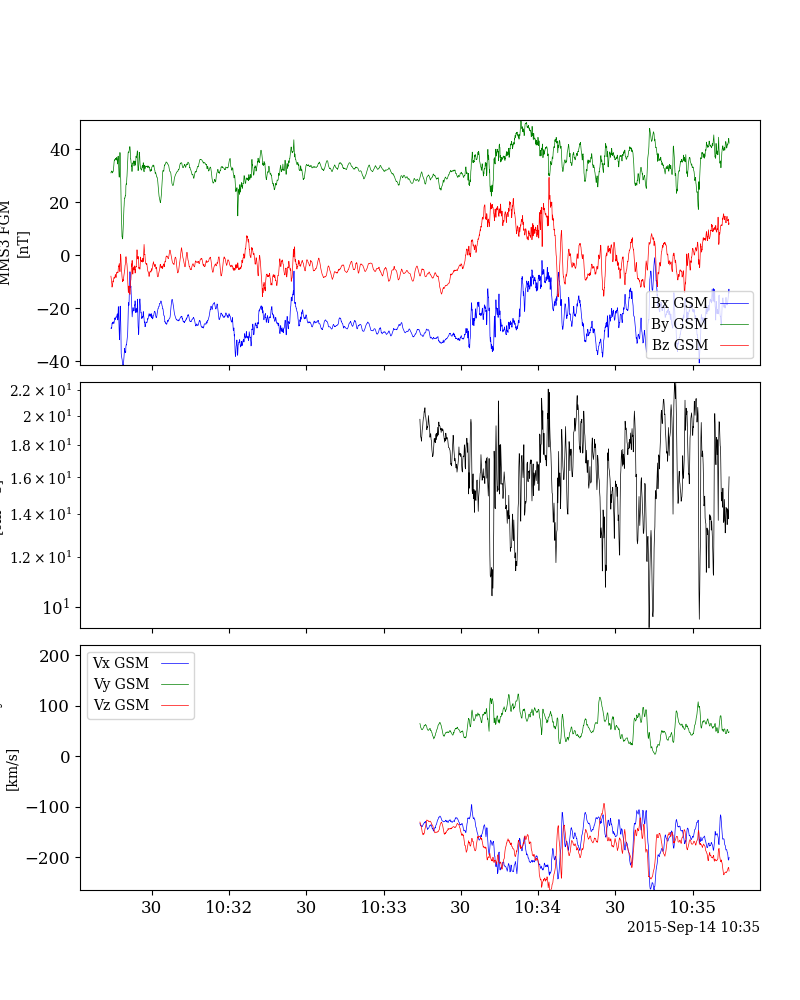 MMS3 FGM
[nT]
40
20
0
−20
−40
Bx GSM
By GSM
Bz GSM
2.2 × 10¹
2 × 10¹
1.8 × 10¹
1.6 × 10¹
1.4 × 10¹
1.2 × 10¹
10¹
[km/s]
200
100
0
−100
−200
Vx GSM
Vy GSM
Vz GSM
30 10:32 30 10:33 30 10:34 30 10:35
2015-Sep-14 10:35